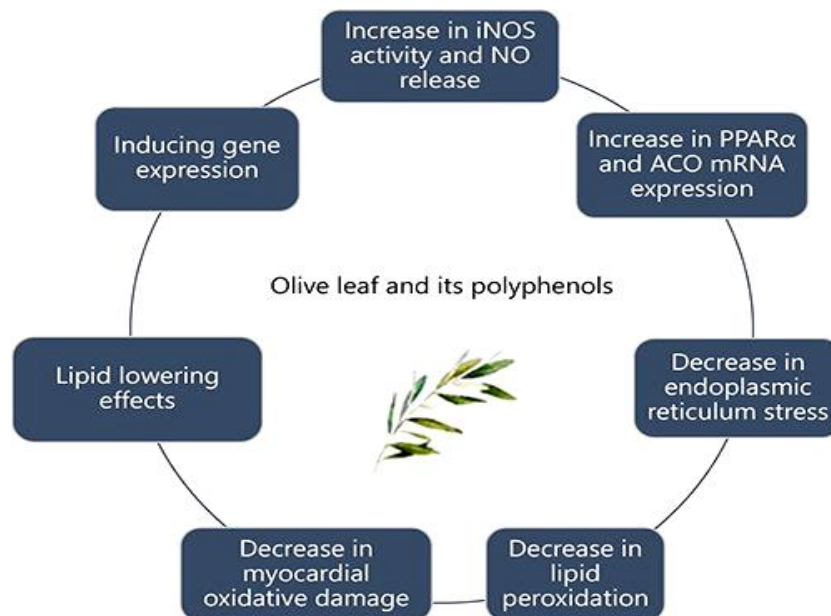 Increase in iNOS
activity and NO
release
Increase in PPARα
and ACO mRNA
expression
Decrease in
endoplasmic
reticulum stress
Decrease in
lipid
peroxidation
Decrease in
myocardial
oxidative damage
Lipid lowering
effects
Inducing gene
expression
Olive leaf and its polyphenols